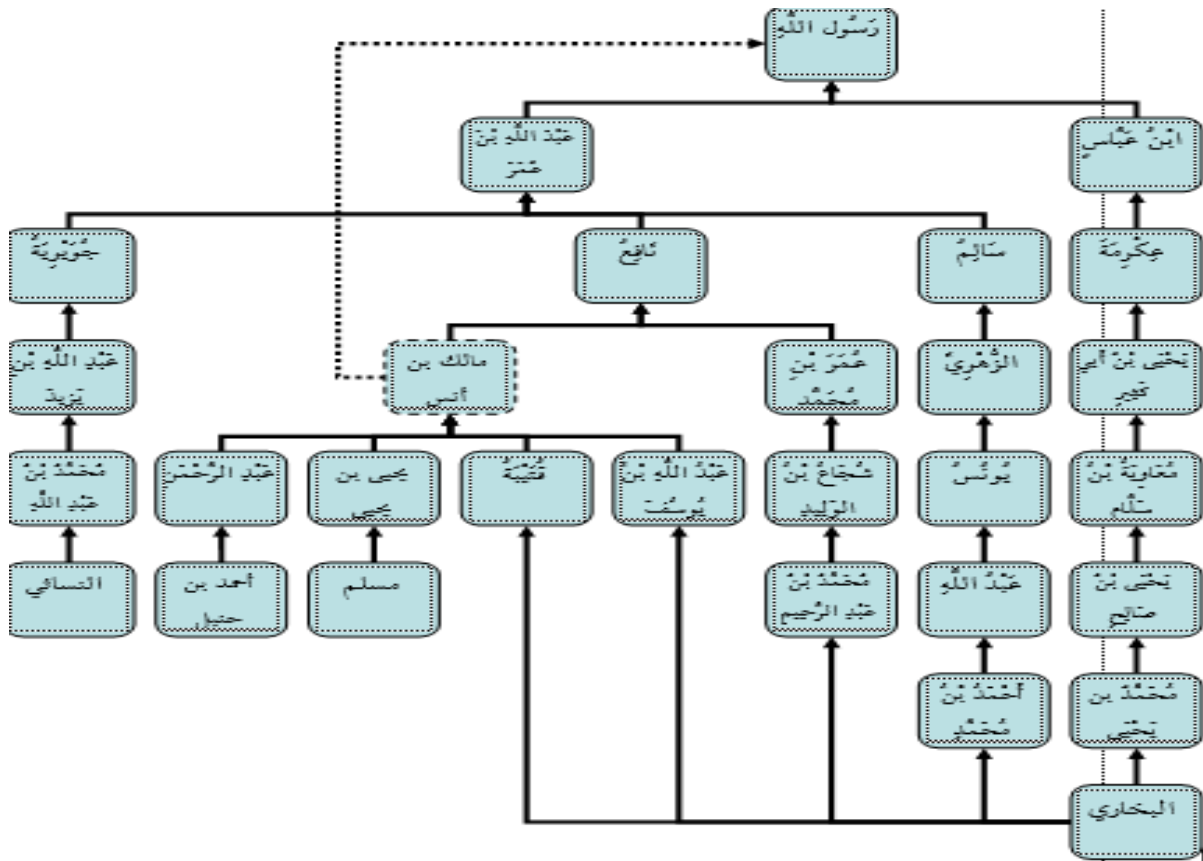 رَسُول اللَّهِ
عَبْدَ اللَّهِ بْنَ
عُمَرَ
ابْنُ عَبَّاسٍ
جُوَيْرِيَةُ
نَافِعُ
سَالِمُ
عِكْرِمَةَ
عَبْدِ اللَّهِ بْنِ
يَزِيدَ
مالك بن
أنس
عُمَرَ بْنِ
مُحَمَّدٍ
الزُّهْرِيِّ
يَحْيَى بْنُ أَبِي
كَثِيرٍ
مُحَمَّدُ بْنُ
عَبْدِ اللَّهِ
عَبْدِ الرَّحْمَنِ
يحيى بن
يحيى
قُتَيْبَةُ
عَبْدُ اللَّهِ بْنُ
يُوسُفَ
شُجَاعُ بْنُ
الوَلِيدِ
يُونُسُ
مُعَاوِيَةُ بْنُ
سَلَّامٍ
النسائي
أحمد بن
حنبل
مسلم
مُحَمَّدُ بْنُ
عَبْدِ الرَّحِيمِ
عَبْدُ اللَّهِ
يَحْيَى بْنُ
صَالِحٍ
أَحْمَدُ بْنُ
مُحَمَّدٍ
مُحَمَّدُ بن
يَحْيَى
البخاري